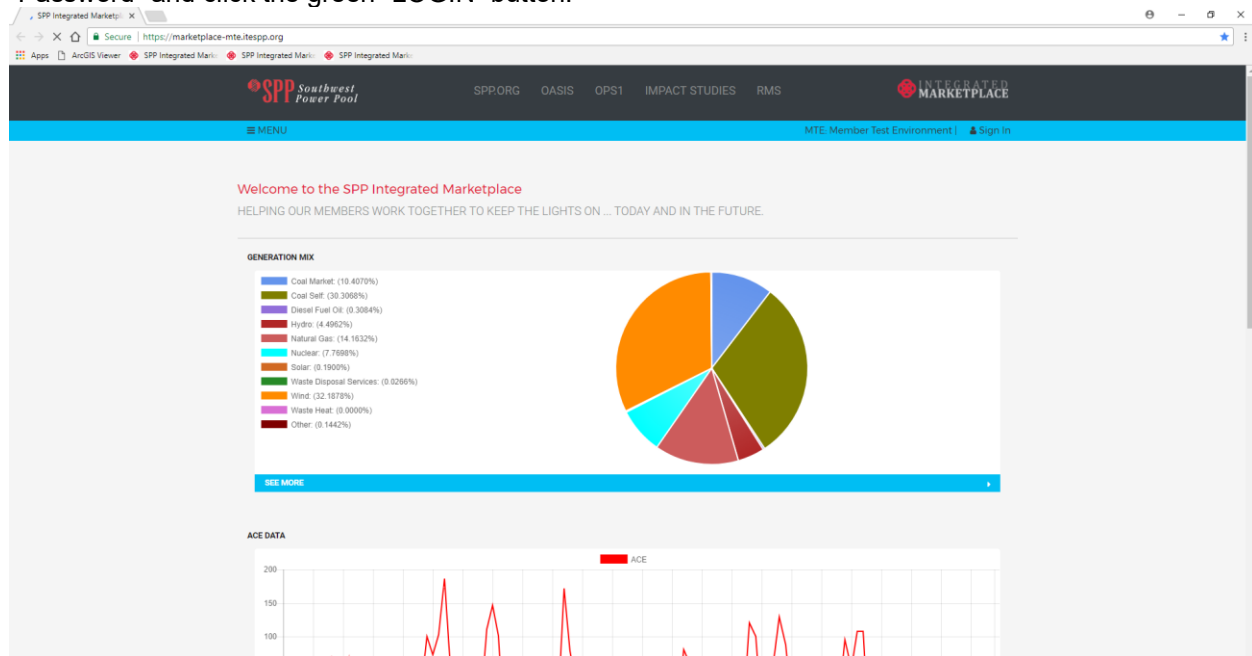 "Password" and click the green "LOGIN" button.
SPP Integrated Marketpl
Secure | https://marketplace-mte.itespp.org
Apps ArcGIS Viewer SPP Integrated Mark SPP Integrated Mark SPP Integrated Mark
SPP Southwest Power Pool
SPP.ORG OASIS OPS1 IMPACT STUDIES RMS
INTEGRATED MARKETPLACE
MENU
MTE: Member Test Environment | Sign In
Welcome to the SPP Integrated Marketplace
HELPING OUR MEMBERS WORK TOGETHER TO KEEP THE LIGHTS ON ... TODAY AND IN THE FUTURE.
GENERATION MIX
Coal Market: (10.4070%)
Coal Self: (30.3068%)
Diesel Fuel Oil: (0.3084%)
Hydro: (4.4962%)
Natural Gas: (14.1632%)
Nuclear: (7.7698%)
Solar: (0.1900%)
Waste Disposal Services: (0.0266%)
Wind: (32.1878%)
Waste Heat: (0.0000%)
Other: (0.1442%)
SEE MORE
ACE DATA
ACE
200
150
100